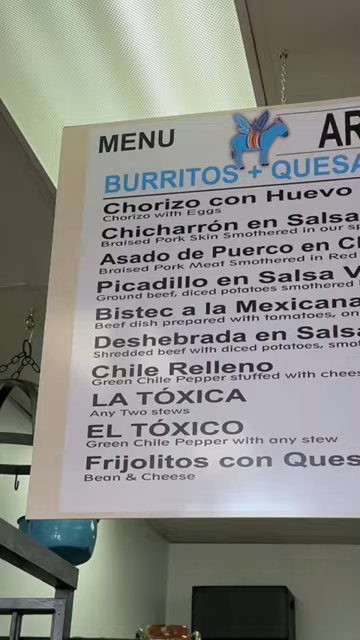 MENU
AR
BURRITOS + QUESA
Chorizo con Huevo
Chorizo with Eggs
Chicharrón en Salsa
Braised Pork Skin Smothered in our sp
Asado de Puerco en C
Braised Pork Meat Smothered in Red
Picadillo en Salsa V
Ground beef, diced potatoes smothered
Bistec a la Mexicana
Beef dish prepared with tomatoes, on
Deshebrada en Salsa
Shredded beef with diced potatoes, smot
Chile Relleno
Green Chile Pepper stuffed with chees
LA TÓXICA
Any Two stews
EL TÓXICO
Green Chile Pepper with any stew
Frijolitos con Ques
Bean & Cheese